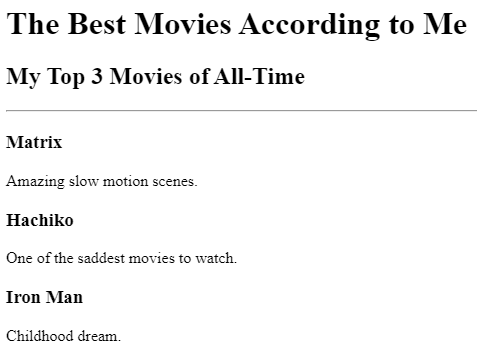 The Best Movies According to Me
My Top 3 Movies of All-Time
Matrix
Amazing slow motion scenes.
Hachiko
One of the saddest movies to watch.
Iron Man
Childhood dream.